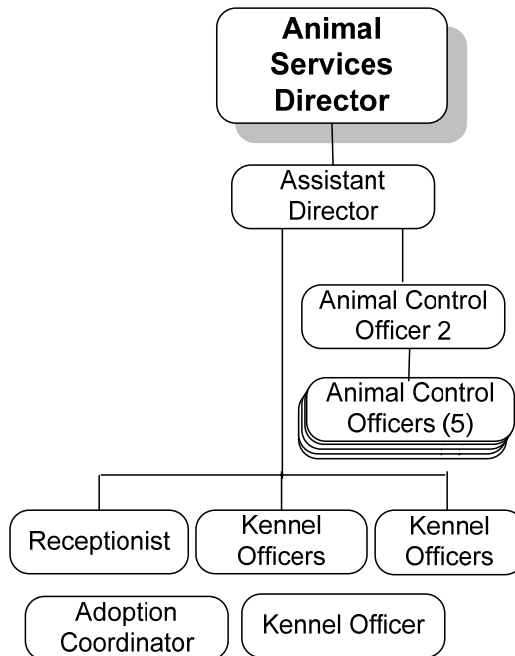 Animal
Services
Director
Assistant
Director
Animal Control
Officer 2
Animal Control
Officers (5)
Receptionist
Kennel
Officers
Kennel
Officers
Adoption
Coordinator
Kennel Officer